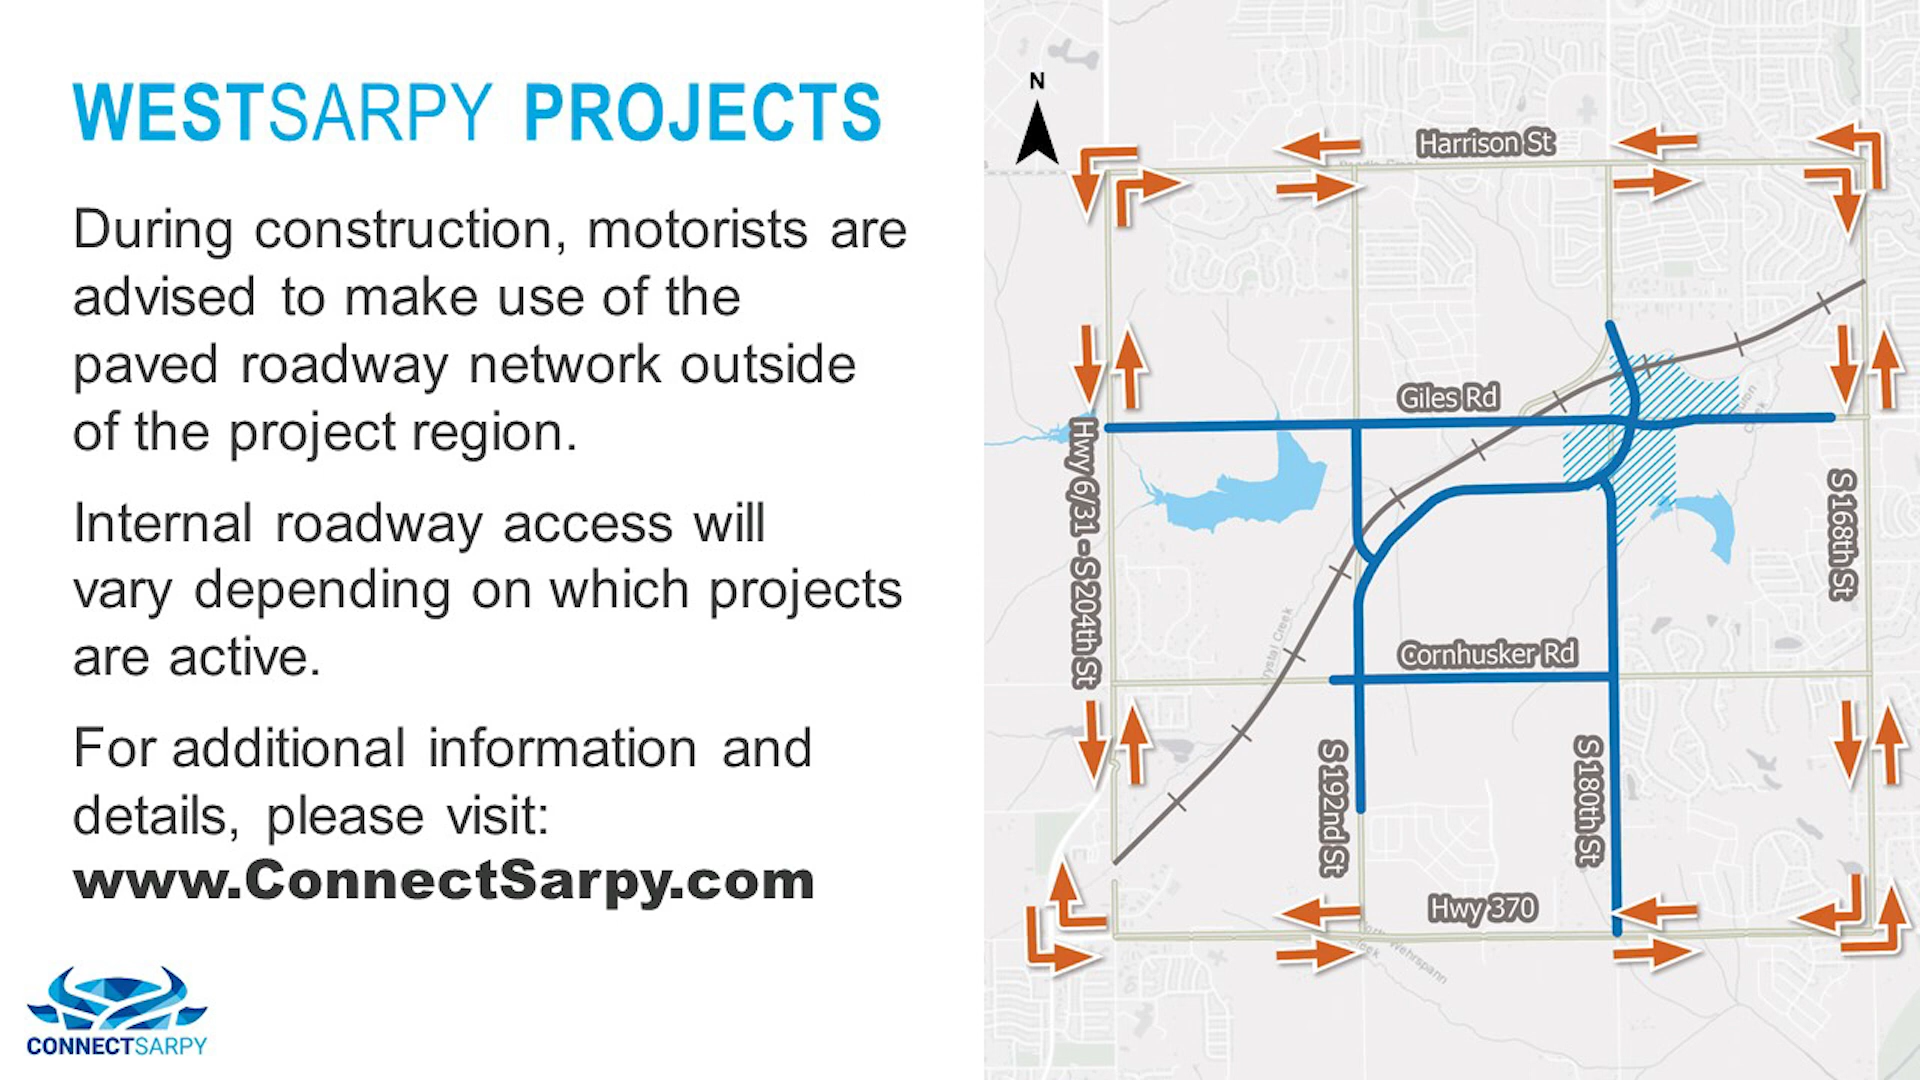 WESTSARPY PROJECTS
During construction, motorists are
advised to make use of the
paved roadway network outside
of the project region.
Internal roadway access will
vary depending on which projects
are active.
For additional information and
details, please visit:
www.ConnectSarpy.com
CONNECTSARPY
N
Harrison St
Giles Rd
Hwy 6/31 - S 204th St
S 168th St
Crystal Creek
Cornhusker Rd
S 192nd St
S 180th St
Hwy 370